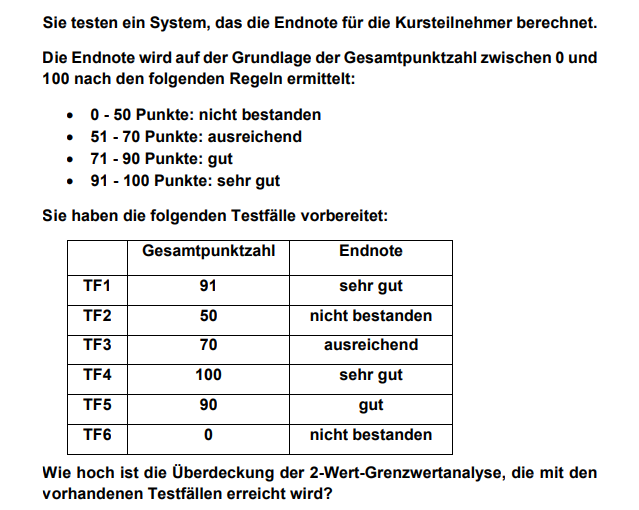 Sie testen ein System, das die Endnote für die Kursteilnehmer berechnet.
Die Endnote wird auf der Grundlage der Gesamtpunktzahl zwischen 0 und
100 nach den folgenden Regeln ermittelt:
• 0 - 50 Punkte: nicht bestanden
• 51 - 70 Punkte: ausreichend
• 71 - 90 Punkte: gut
• 91 - 100 Punkte: sehr gut
Sie haben die folgenden Testfälle vorbereitet:
Gesamtpunktzahl Endnote
TF1 91 sehr gut
TF2 50 nicht bestanden
TF3 70 ausreichend
TF4 100 sehr gut
TF5 90 gut
TF6 0 nicht bestanden
Wie hoch ist die Überdeckung der 2-Wert-Grenzwertanalyse, die mit den
vorhandenen Testfällen erreicht wird?